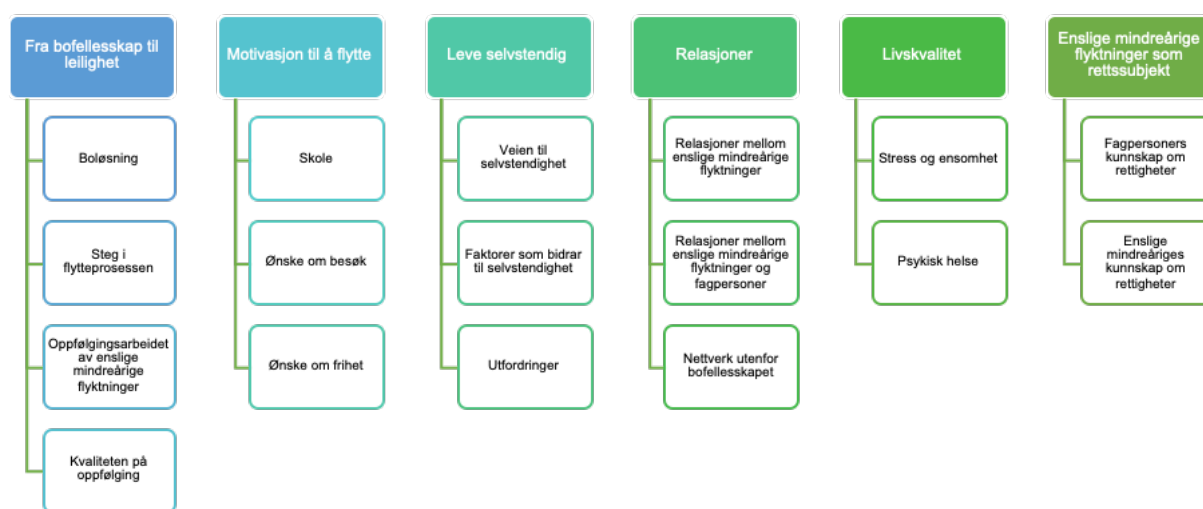 Fra bofellesskap til
leilighet
Boløsning
Steg i
flytteprosessen
Oppfølgingsarbeidet
av enslige
mindreårige
flyktninger
Kvaliteten på
oppfølging
Motivasjon til å flytte
Skole
Ønske om besøk
Ønske om frihet
Leve selvstendig
Veien til
selvstendighet
Faktorer som bidrar
til selvstendighet
Utfordringer
Relasjoner
Relasjoner mellom
enslige mindreårige
flyktninger
Relasjoner mellom
enslige mindreårige
flyktninger og
fagpersoner
Nettverk utenfor
bofellesskapet
Livskvalitet
Stress og ensomhet
Psykisk helse
Enslige mindreårige
flyktninger som
rettssubjekt
Fagpersoners
kunnskap om
rettigheter
Enslige
mindreåriges
kunnskap om
rettigheter